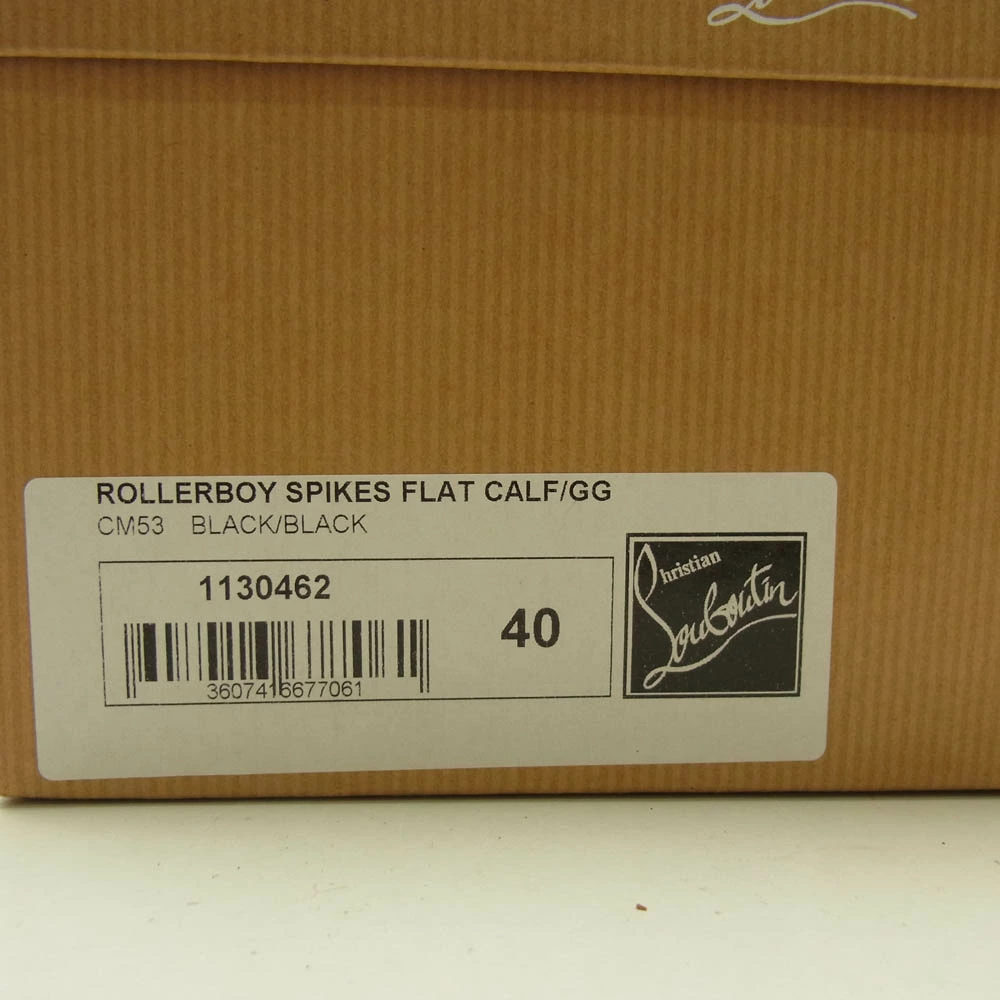 ROLLERBOY SPIKES FLAT CALF/GG
CM53 BLACK/BLACK
1130462
40
3607416677061
Christian
Louboutin